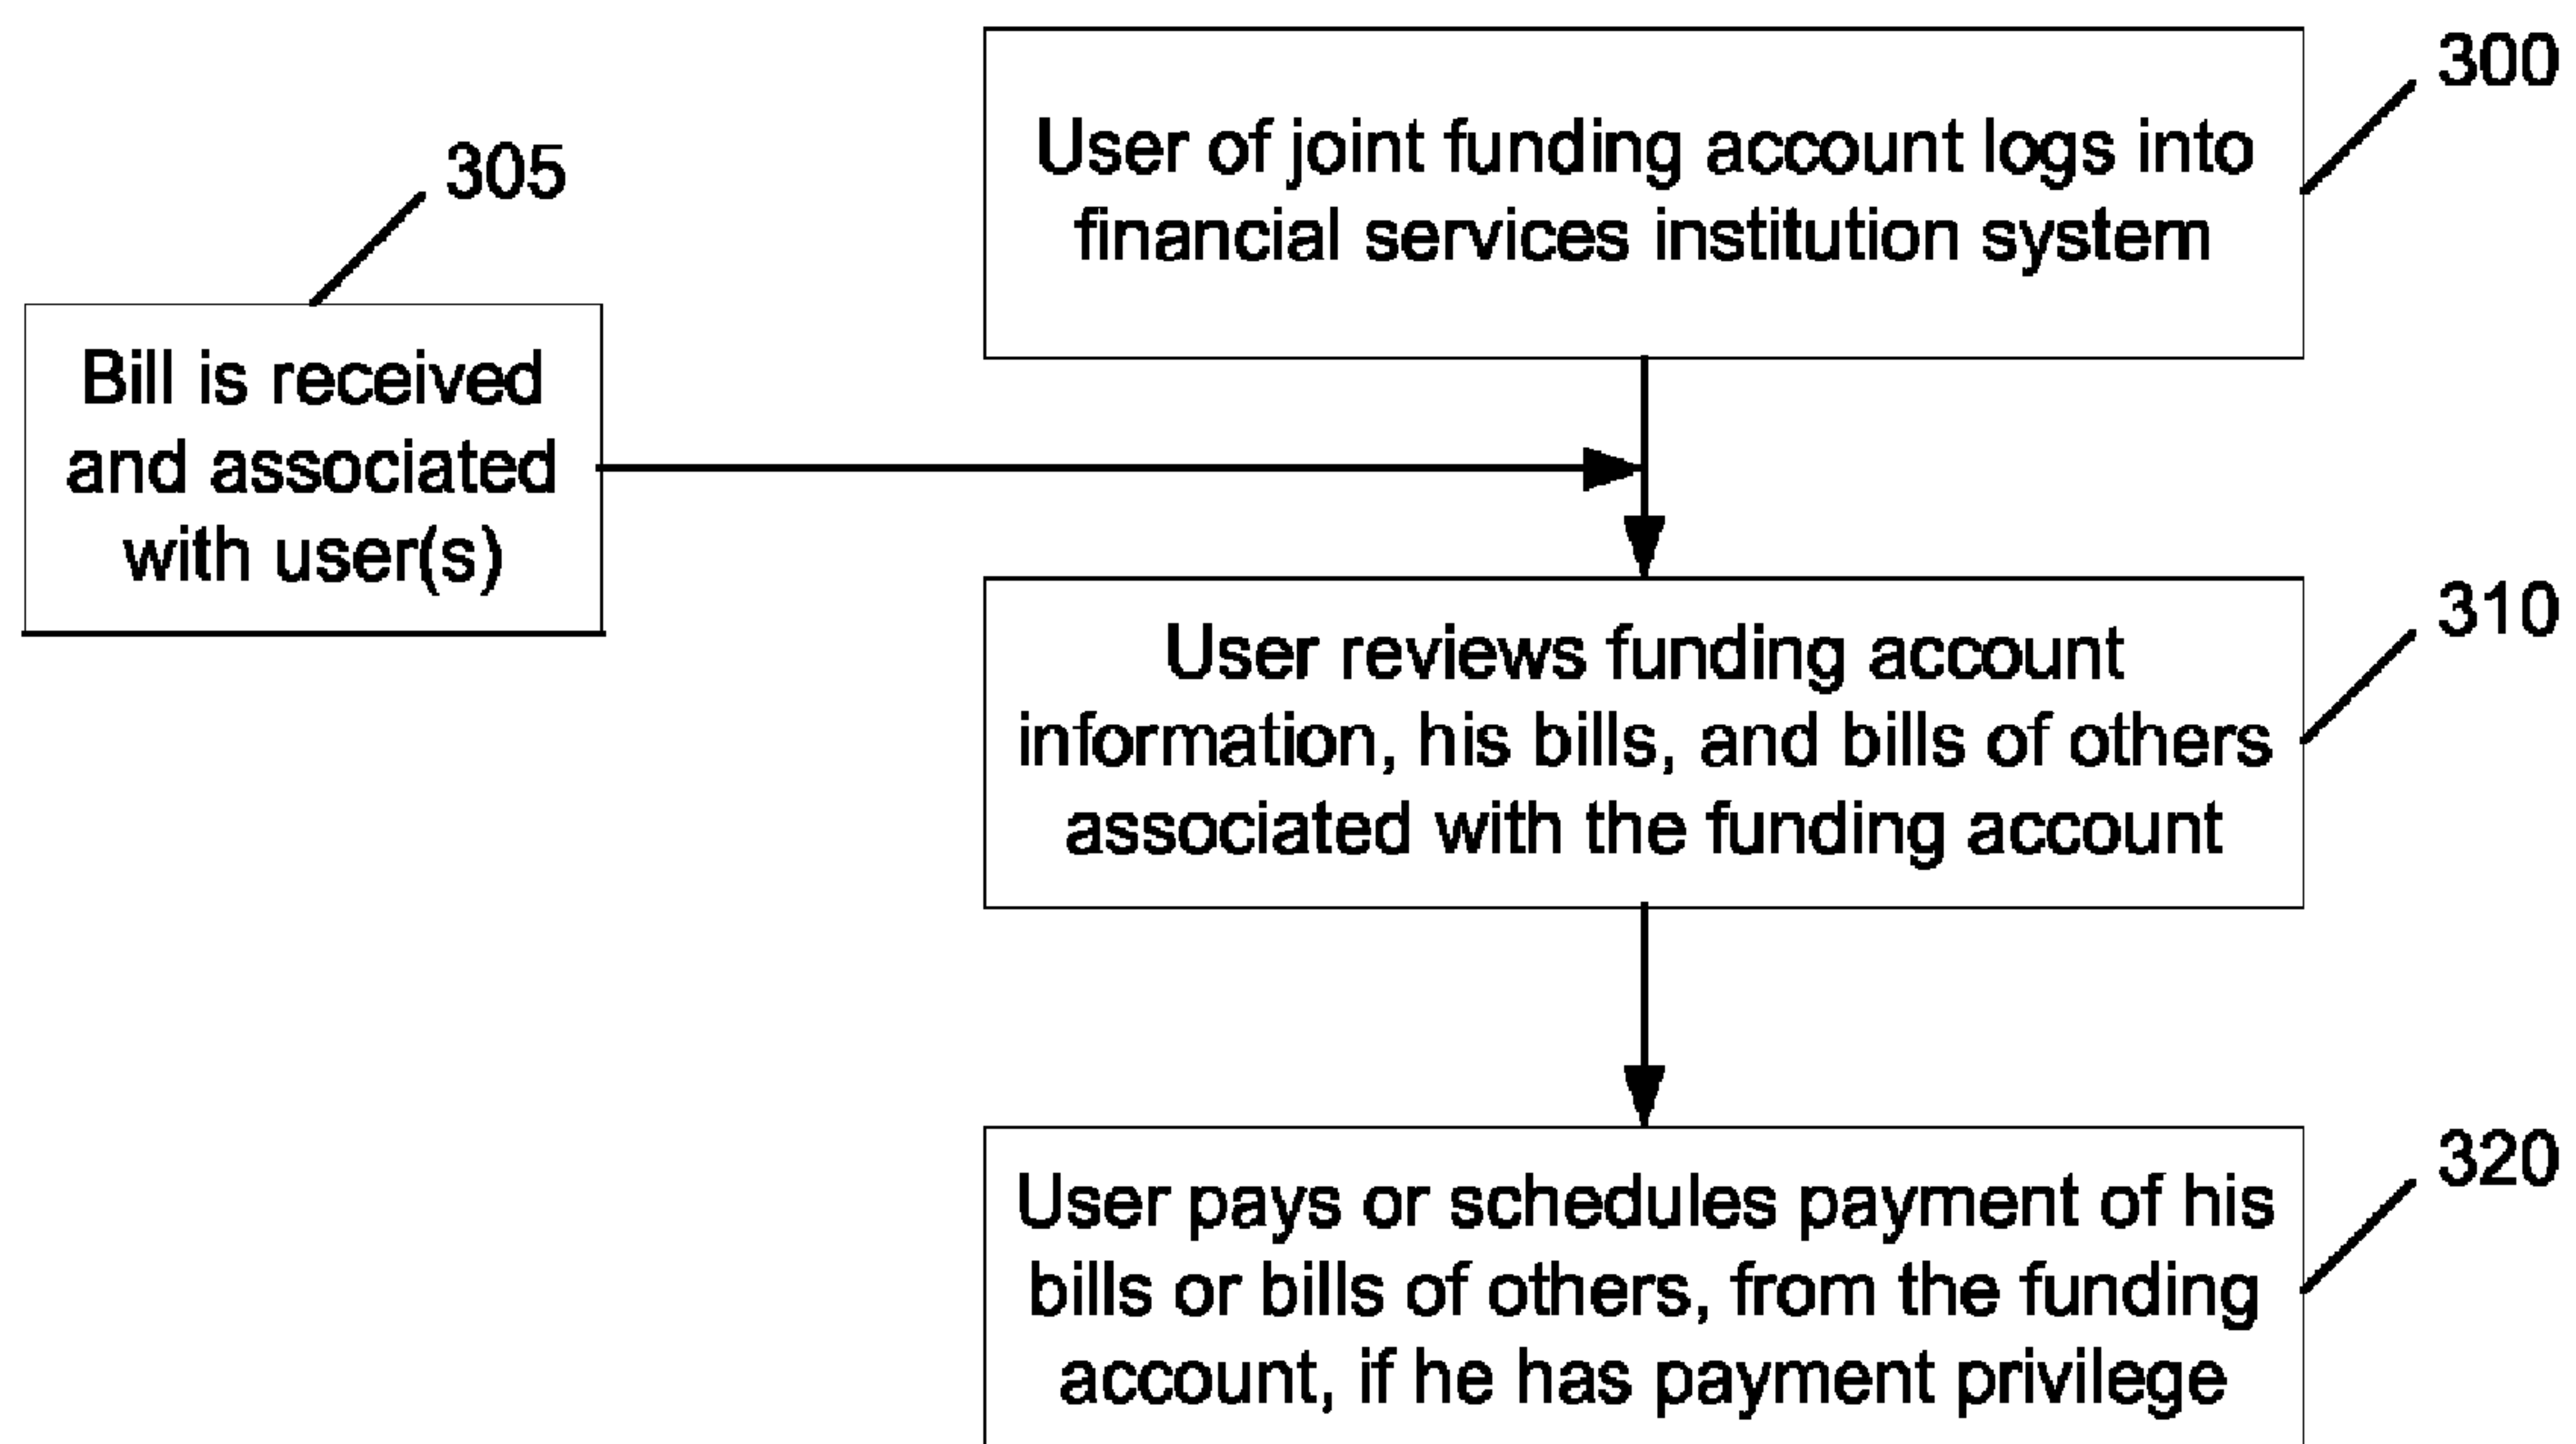 300
User of joint funding account logs into
financial services institution system
305
Bill is received
and associated
with user(s)
310
User reviews funding account
information, his bills, and bills of others
associated with the funding account
320
User pays or schedules payment of his
bills or bills of others, from the funding
account, if he has payment privilege